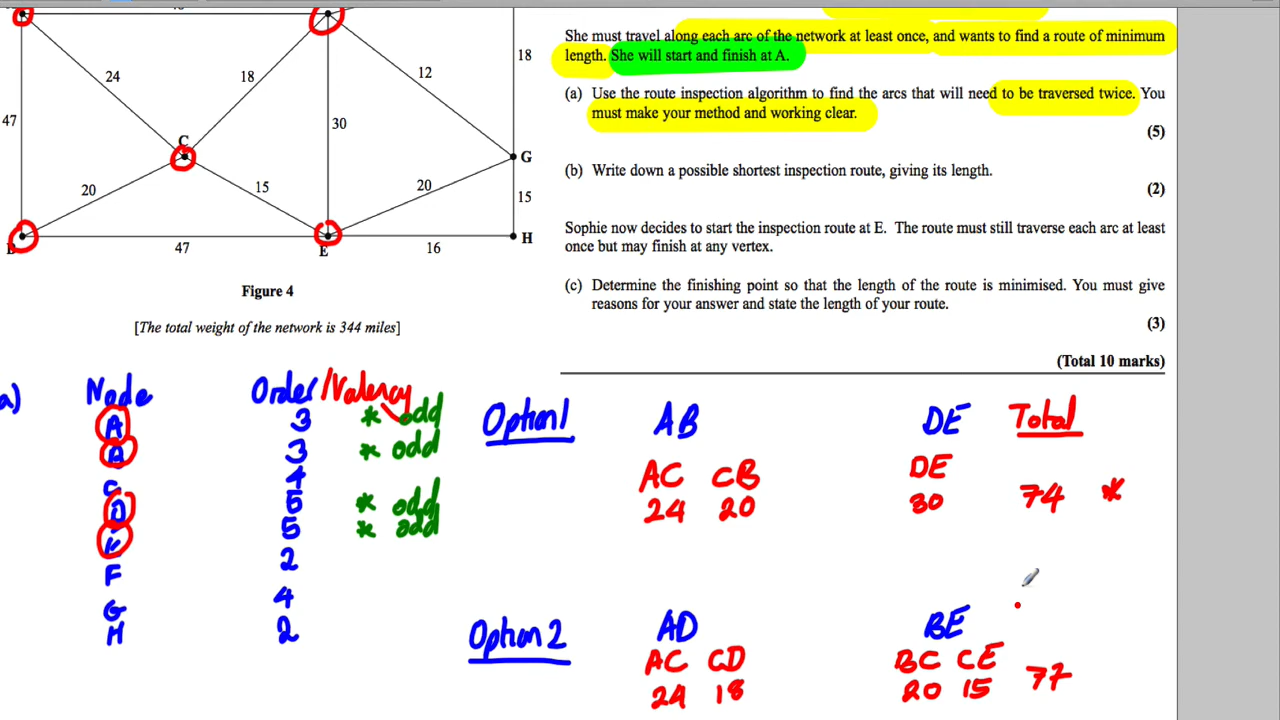 18
She must travel along each arc of the network at least once, and wants to find a route of minimum
length. She will start and finish at A.
(a) Use the route inspection algorithm to find the arcs that will need to be traversed twice. You
must make your method and working clear.
(5)
(b) Write down a possible shortest inspection route, giving its length.
(2)
Sophie now decides to start the inspection route at E. The route must still traverse each arc at least
once but may finish at any vertex.
(c) Determine the finishing point so that the length of the route is minimised. You must give
reasons for your answer and state the length of your route.
(3)
(Total 10 marks)
24
18
12
47
30
C
G
20
15
20
15
E
H
47
16
Figure 4
[The total weight of the network is 344 miles]
a)
Node Order/Valency
A 3 * odd
B 3 * odd
C 4
D 5 * odd
E 5 * odd
F 2
G 4
H 2
Option 1 AB DE Total
AC CB DE
24 20 30 74 *
Option 2 AD BE
AC CD BC CE
24 18 20 15 77